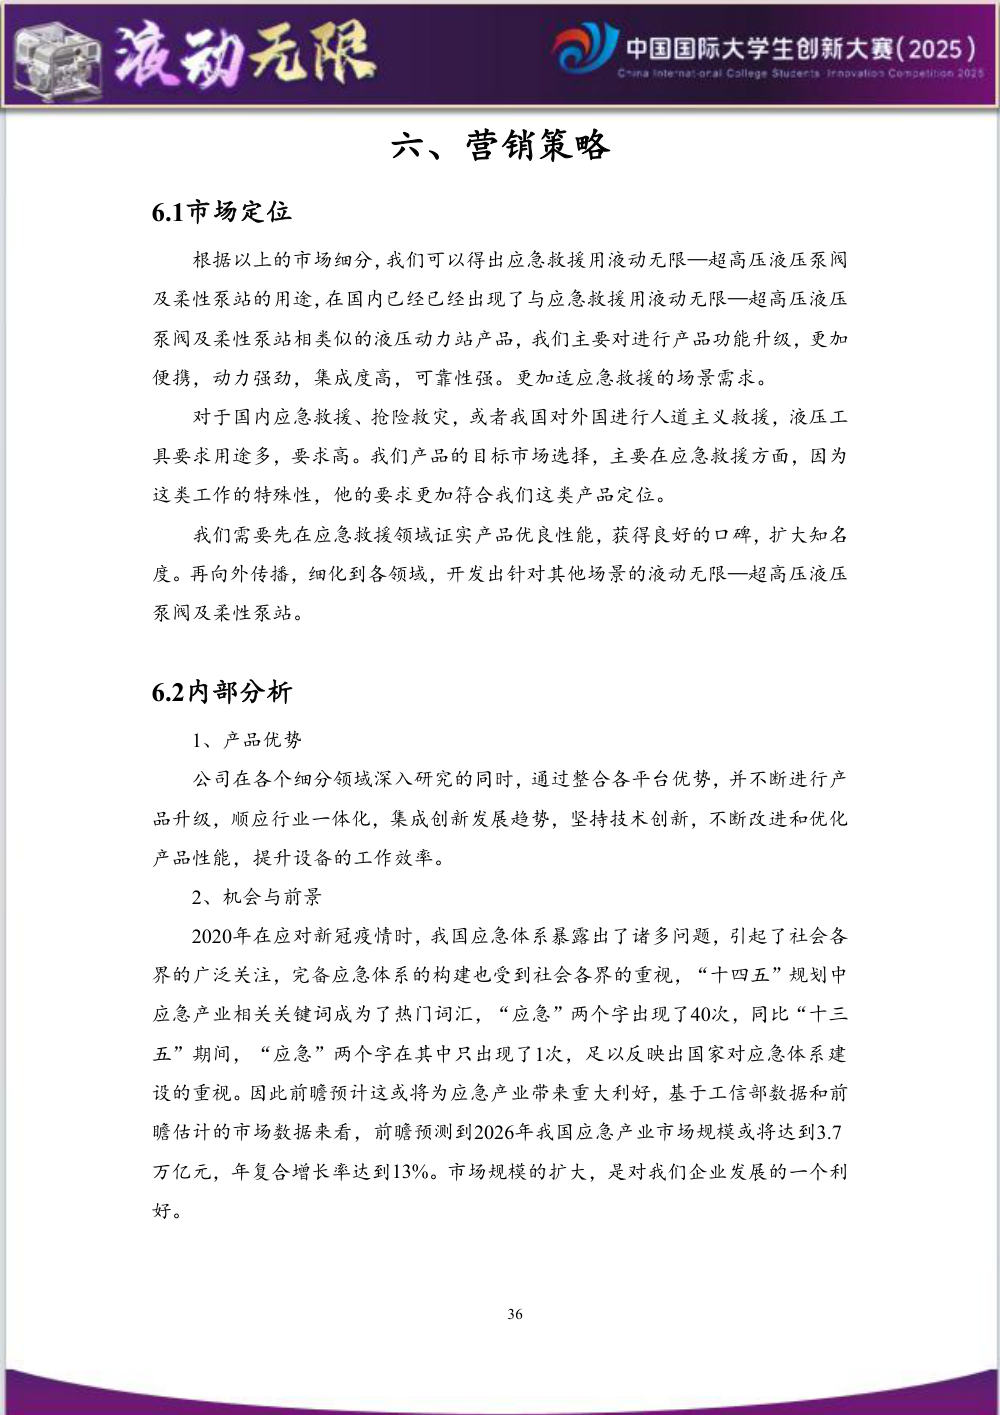 液动无限
中国国际大学生创新大赛(2025)
China International College Students' Innovation Competition 2025
六、营销策略
6.1市场定位
根据以上的市场细分,我们可以得出应急救援用液动无限—超高压液压泵阀
及柔性泵站的用途,在国内已经已经出现了与应急救援用液动无限—超高压液压
泵阀及柔性泵站相类似的液压动力站产品,我们主要对进行产品功能升级,更加
便携,动力强劲,集成度高,可靠性强。更加适应急救援的场景需求。
对于国内应急救援、抢险救灾,或者我国对外国进行人道主义救援,液压工
具要求用途多,要求高。我们产品的目标市场选择,主要在应急救援方面,因为
这类工作的特殊性,他的要求更加符合我们这类产品定位。
我们需要先在应急救援领域证实产品优良性能,获得良好的口碑,扩大知名
度。再向外传播,细化到各领域,开发出针对其他场景的液动无限—超高压液压
泵阀及柔性泵站。
6.2内部分析
1、产品优势
公司在各个细分领域深入研究的同时,通过整合各平台优势,并不断进行产
品升级,顺应行业一体化,集成创新发展趋势,坚持技术创新,不断改进和优化
产品性能,提升设备的工作效率。
2、机会与前景
2020年在应对新冠疫情时,我国应急体系暴露出了诸多问题,引起了社会各
界的广泛关注,完备应急体系的构建也受到社会各界的重视,“十四五”规划中
应急产业相关关键词成为了热门词汇,“应急”两个字出现了40次,同比“十三
五”期间,“应急”两个字在其中只出现了1次,足以反映出国家对应急体系建
设的重视。因此前瞻预计这或将为应急产业带来重大利好,基于工信部数据和前
瞻估计的市场数据来看,前瞻预测到2026年我国应急产业市场规模或将达到3.7
万亿元,年复合增长率达到13%。市场规模的扩大,是对我们企业发展的一个利
好。
36